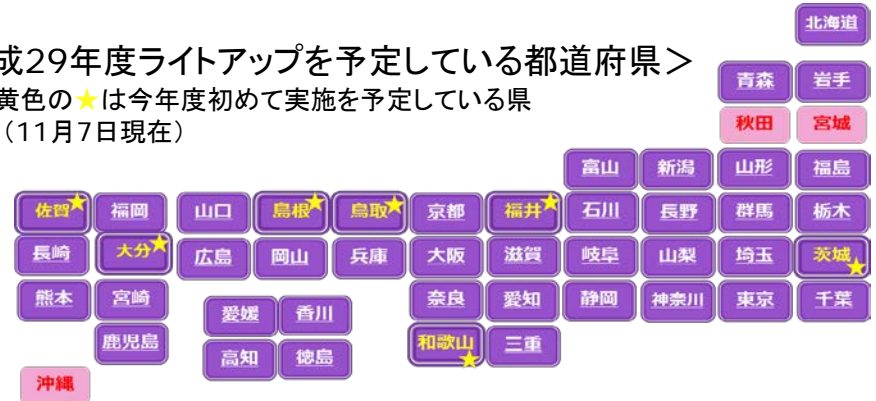 北海道
成29年度ライトアップを予定している都道府県＞
黄色の★は今年度初めて実施を予定している県
（11月7日現在）
青森 岩手
秋田 宮城
富山 新潟 山形 福島
佐賀 福岡 山口 島根 鳥取 京都 福井 石川 長野 群馬 栃木
長崎 大分 広島 岡山 兵庫 大阪 滋賀 岐阜 山梨 埼玉 茨城
熊本 宮崎 愛媛 香川 奈良 愛知 静岡 神奈川 東京 千葉
鹿児島 高知 徳島 和歌山 三重
沖縄